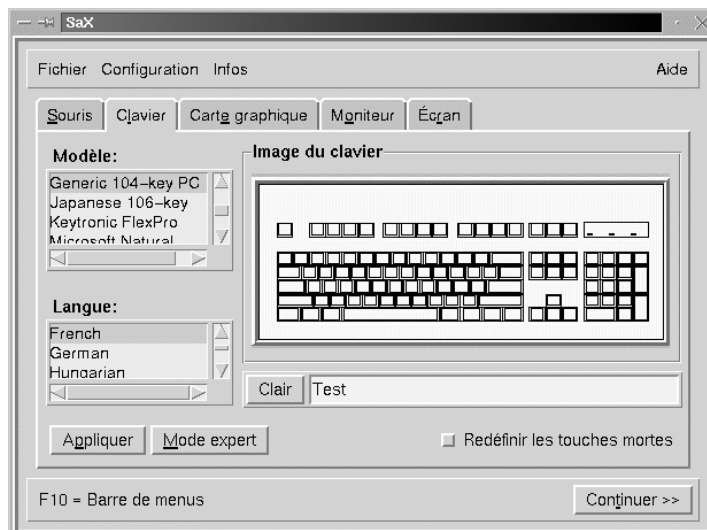 SaX
Fichier Configuration Infos Aide
Souris Clavier Carte graphique Moniteur Écran
Modèle:
Generic 104-key PC
Japanese 106-key
Keytronic FlexPro
Microsoft Natural
Image du clavier
Langue:
French
German
Hungarian
Clair Test
Appliquer Mode expert Redéfinir les touches mortes
F10 = Barre de menus Continuer >>